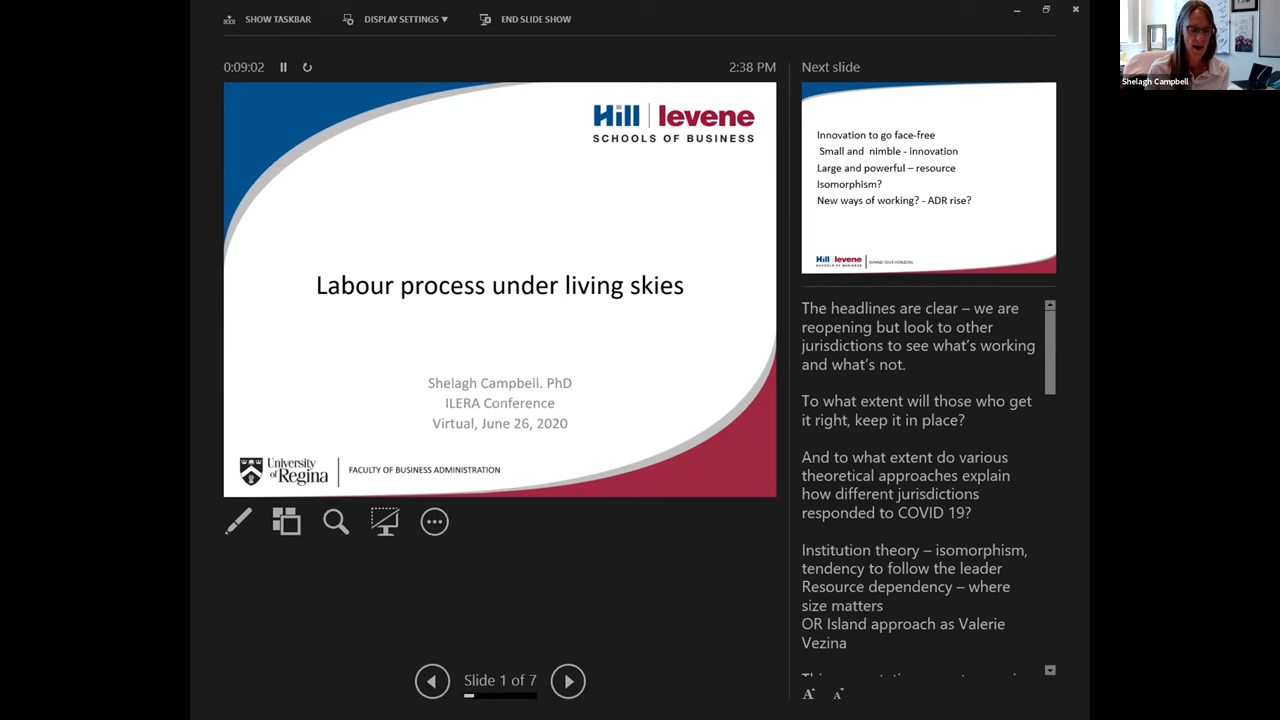 SHOW TASKBAR
DISPLAY SETTINGS ▼
END SLIDE SHOW
0:09:02
2:38 PM
Hill | levene
SCHOOLS OF BUSINESS
Labour process under living skies
Shelagh Campbell. PhD
ILERA Conference
Virtual, June 26, 2020
University of Regina
FACULTY OF BUSINESS ADMINISTRATION
Slide 1 of 7
Next slide
Innovation to go face-free
Small and nimble - innovation
Large and powerful – resource
Isomorphism?
New ways of working? - ADR rise?
Hill | levene
SCHOOLS OF BUSINESS
EXPAND YOUR HORIZONS
The headlines are clear – we are
reopening but look to other
jurisdictions to see what's working
and what's not.
To what extent will those who get
it right, keep it in place?
And to what extent do various
theoretical approaches explain
how different jurisdictions
responded to COVID 19?
Institution theory – isomorphism,
tendency to follow the leader
Resource dependency – where
size matters
OR Island approach as Valerie
Vezina
A A
Shelagh Campbell